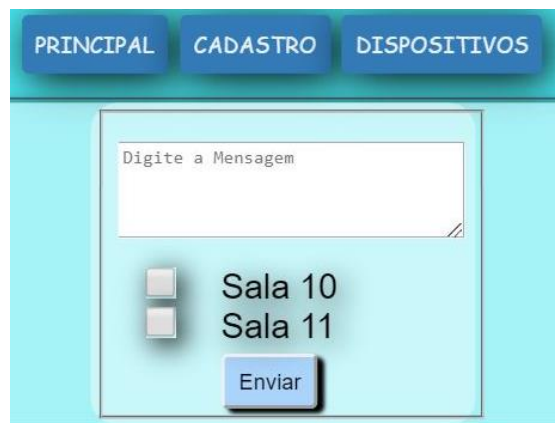 PRINCIPAL CADASTRO DISPOSITIVOS
Digite a Mensagem
Sala 10
Sala 11
Enviar